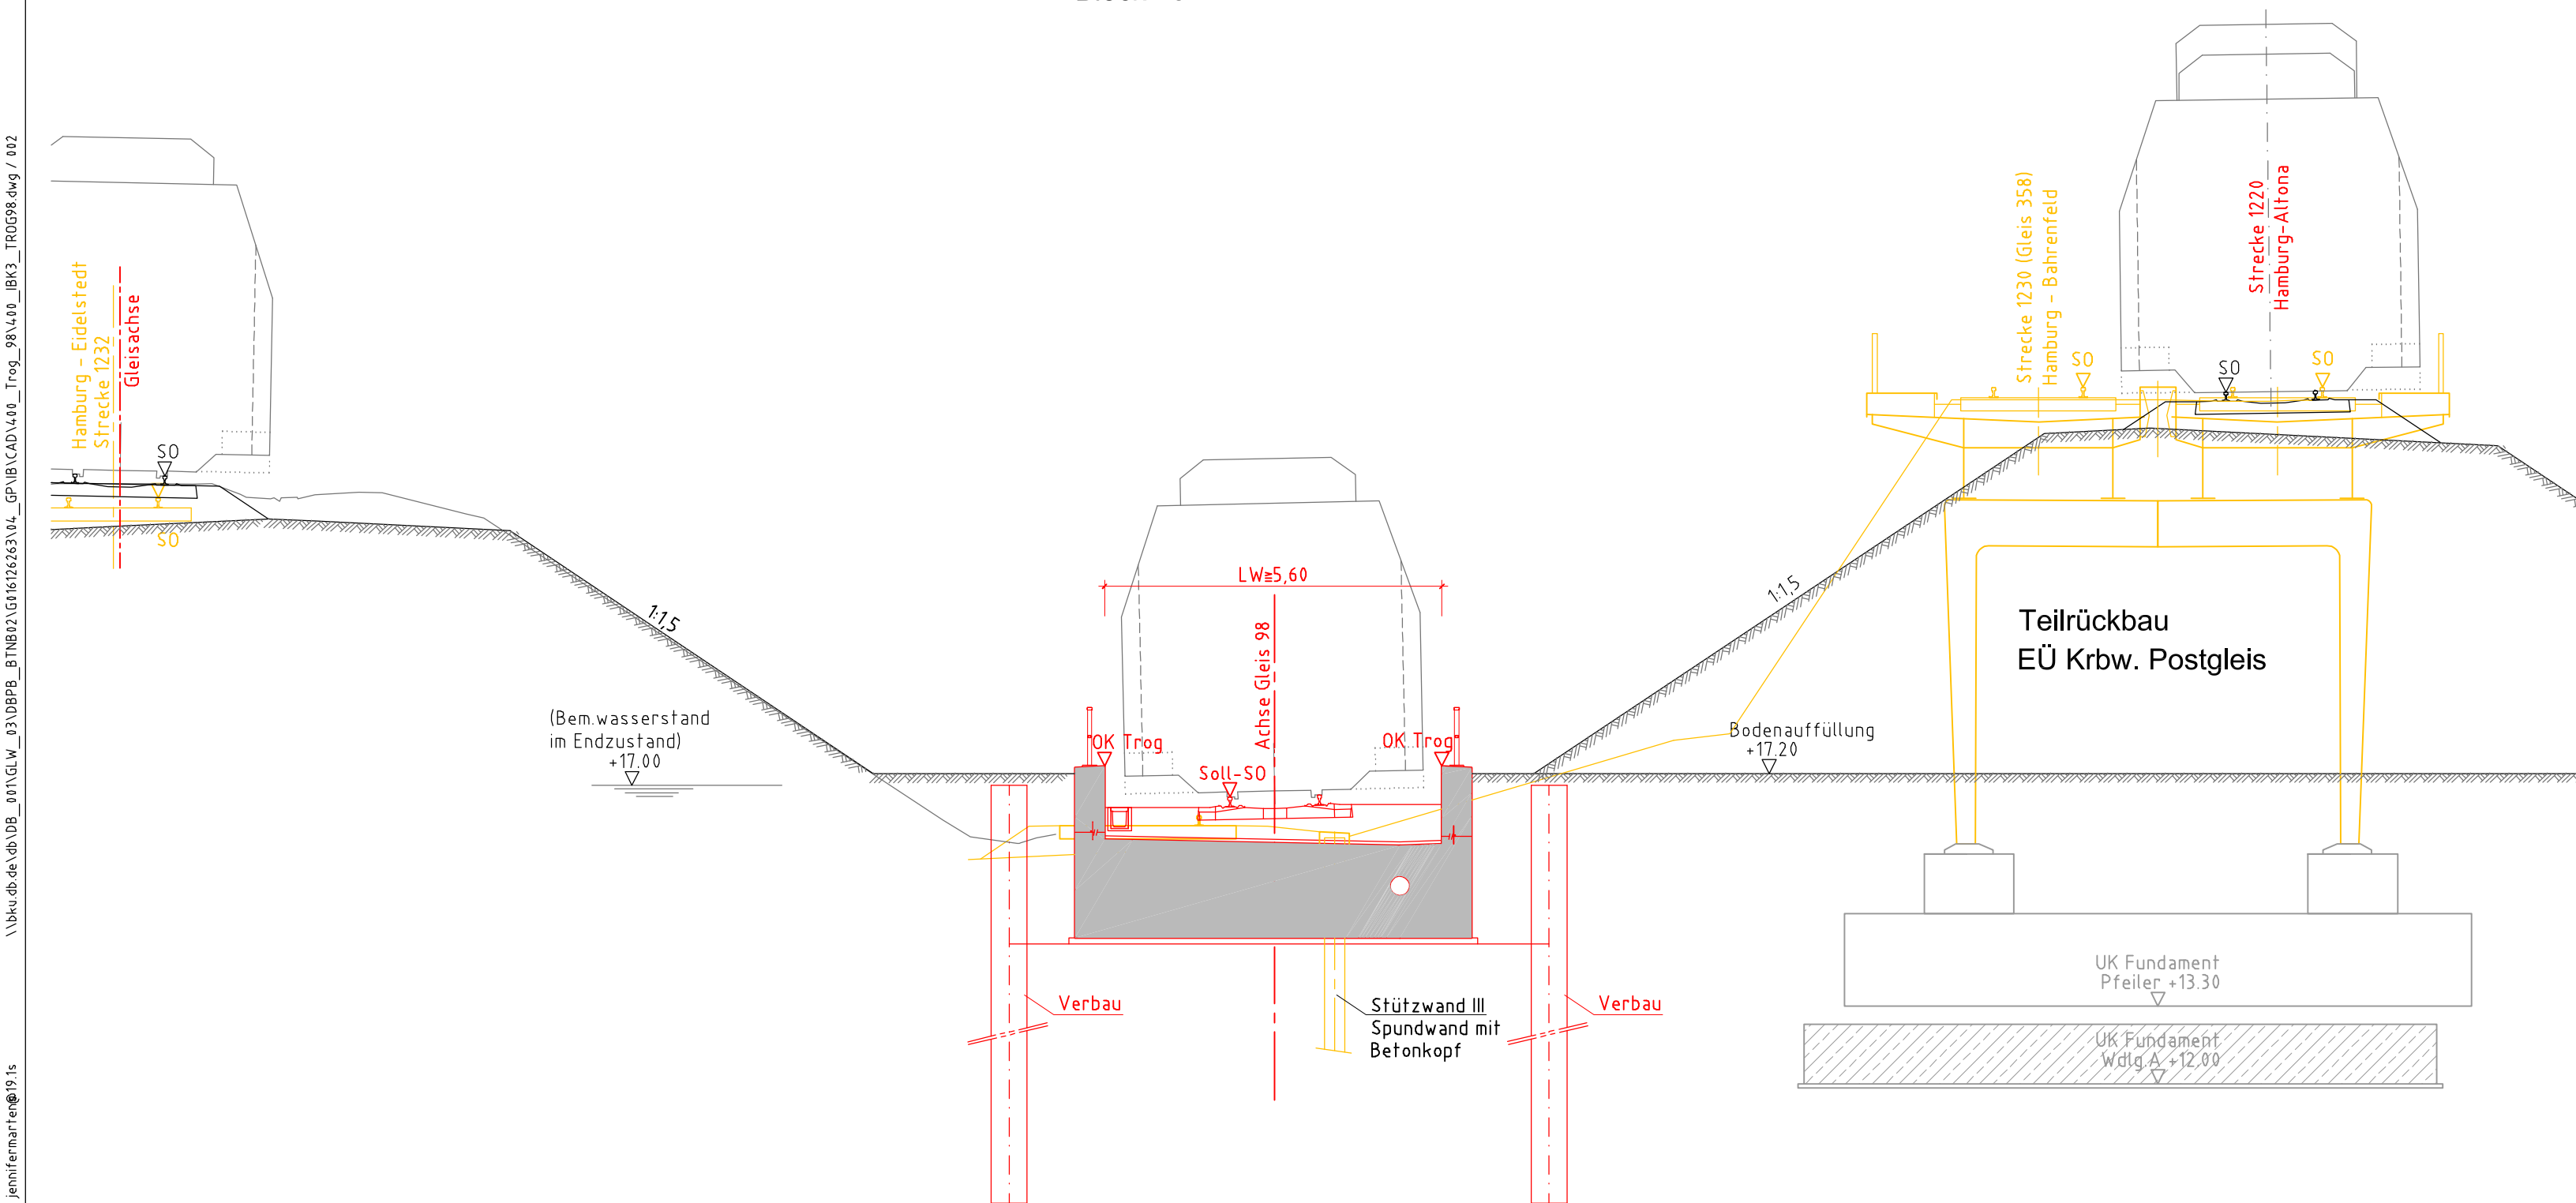 \\bku.db.de\db\DB_001\GLW_03\DBPB_BTNB02\G016126263\04_GP\IB\CAD\400_Trog_98\400_IBK3_TROG98.dwg / 002
jennifermarten@19.1s
Hamburg - Eidelstedt
Strecke 1232
Gleisachse
SO
SO
1:1,5
(Bem.wasserstand
im Endzustand)
+17.00
LW≧5,60
Achse Gleis 98
OK Trog
OK Trog
Soll-SO
Verbau
Verbau
Stützwand III
Spundwand mit
Betonkopf
1:1,5
Bodenauffüllung
+17.20
Strecke 1230 (Gleis 358)
Hamburg - Bahrenfeld
SO
SO
SO
Strecke 1220
Hamburg-Altona
Teilrückbau
EÜ Krbw. Postgleis
UK Fundament
Pfeiler +13.30
UK Fundament
Wdlg.A +12,00